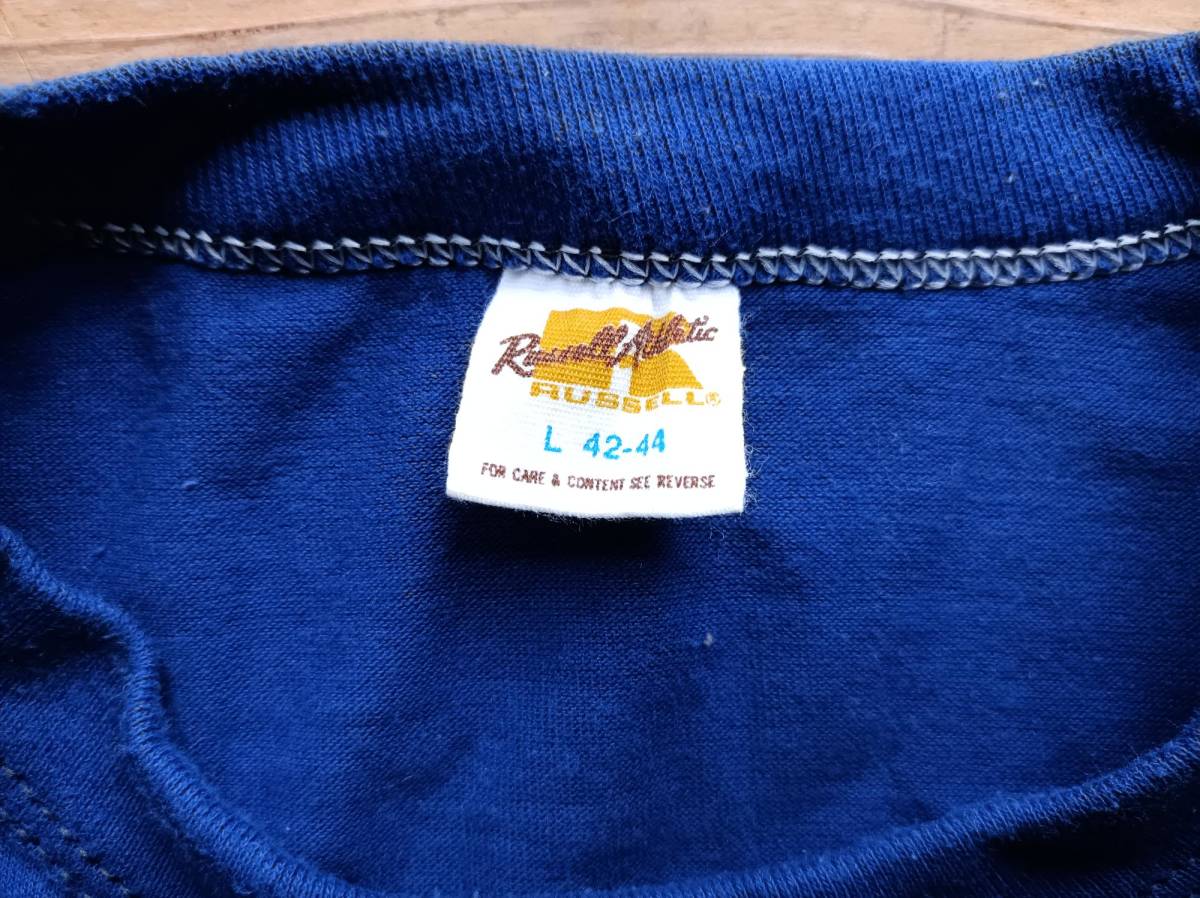 Russell Athletic
R
RUSSELL®
L 42-44
FOR CARE & CONTENT SEE REVERSE